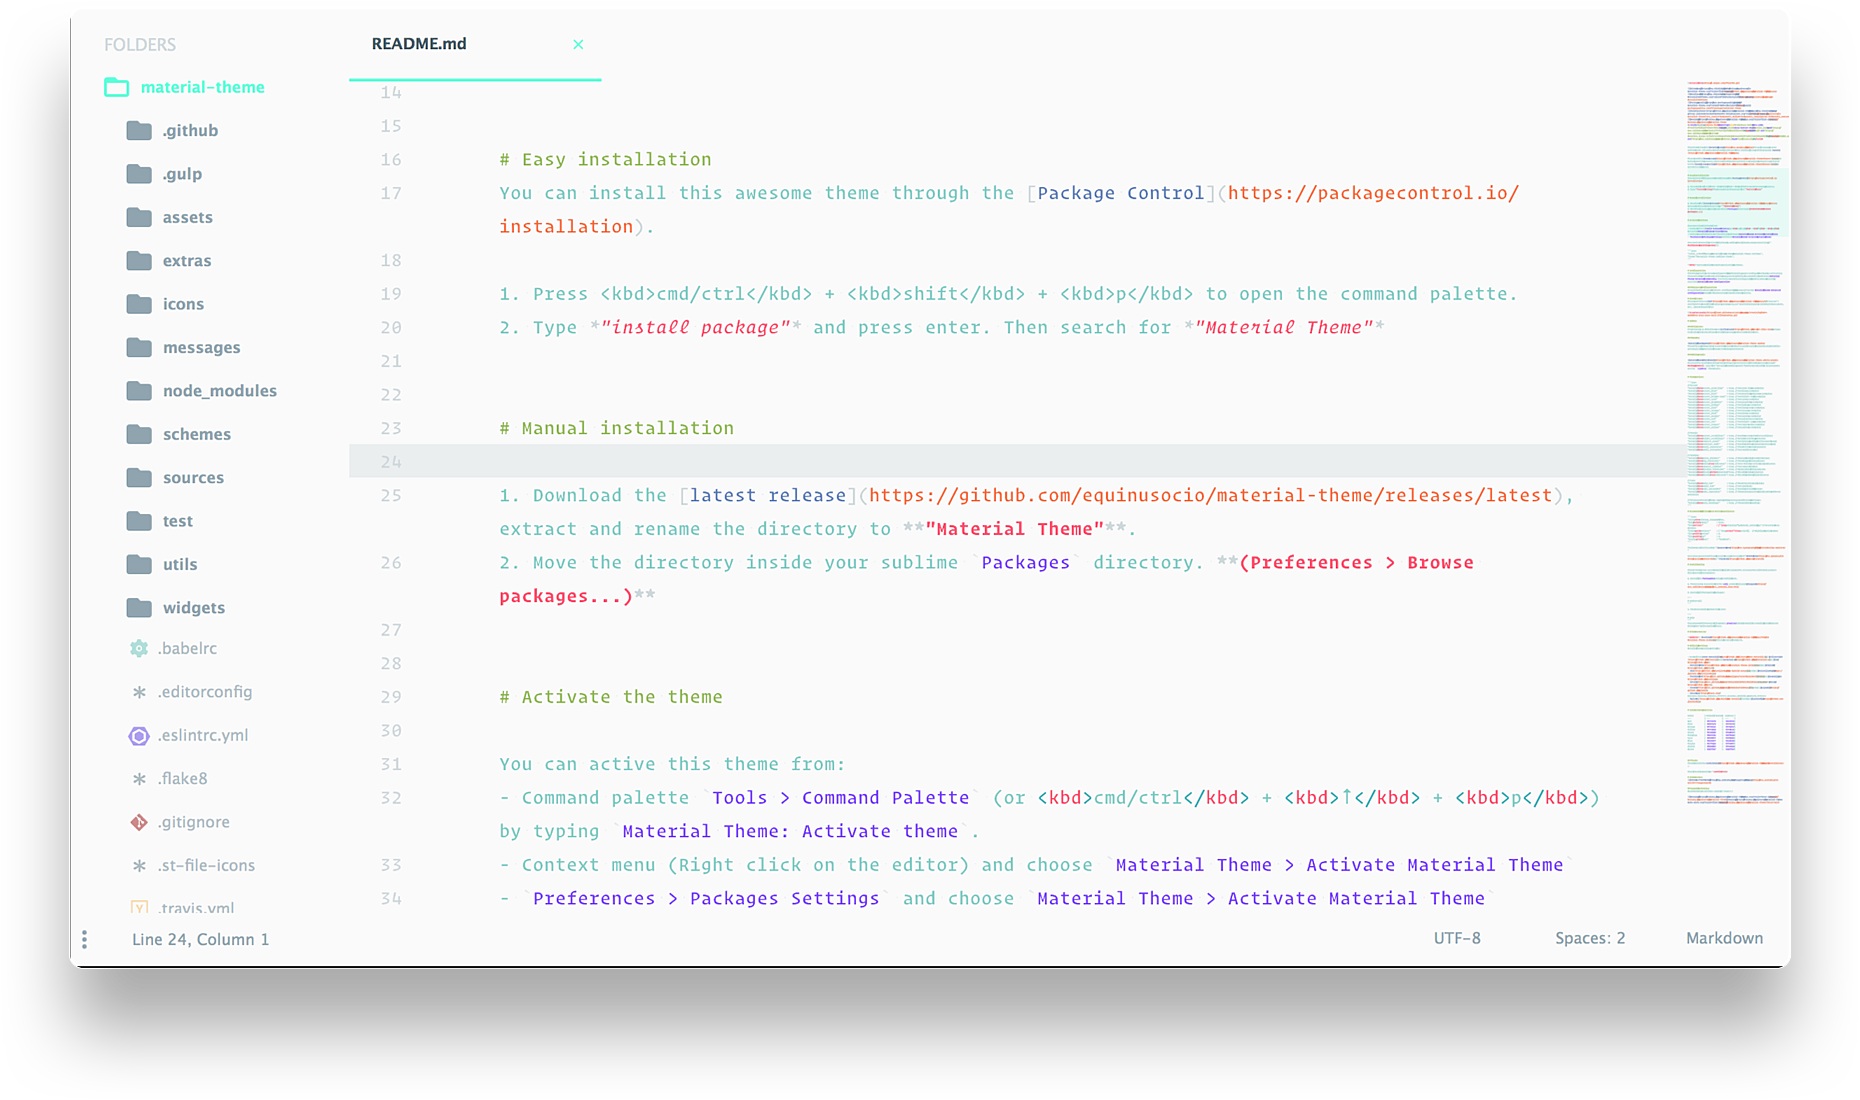 FOLDERS
material-theme
.github
.gulp
assets
extras
icons
messages
node_modules
schemes
sources
test
utils
widgets
.babelrc
.editorconfig
.eslintrc.yml
.flake8
.gitignore
.st-file-icons
.travis.yml
README.md ×
14
15
16 # Easy installation
17 You can install this awesome theme through the [Package Control](https://packagecontrol.io/
installation).
18
19 1. Press <kbd>cmd/ctrl</kbd> + <kbd>shift</kbd> + <kbd>p</kbd> to open the command palette.
20 2. Type *"install package"* and press enter. Then search for *"Material Theme"*
21
22
23 # Manual installation
24
25 1. Download the [latest release](https://github.com/equinusocio/material-theme/releases/latest),
extract and rename the directory to **"Material Theme"**.
26 2. Move the directory inside your sublime `Packages` directory. **(Preferences > Browse
packages...)**
27
28
29 # Activate the theme
30
31 You can active this theme from:
32 - Command palette `Tools > Command Palette` (or <kbd>cmd/ctrl</kbd> + <kbd>↑</kbd> + <kbd>p</kbd>)
by typing `Material Theme: Activate theme`.
33 - Context menu (Right click on the editor) and choose `Material Theme > Activate Material Theme`
34 - `Preferences > Packages Settings` and choose `Material Theme > Activate Material Theme`
Line 24, Column 1
UTF-8
Spaces: 2
Markdown